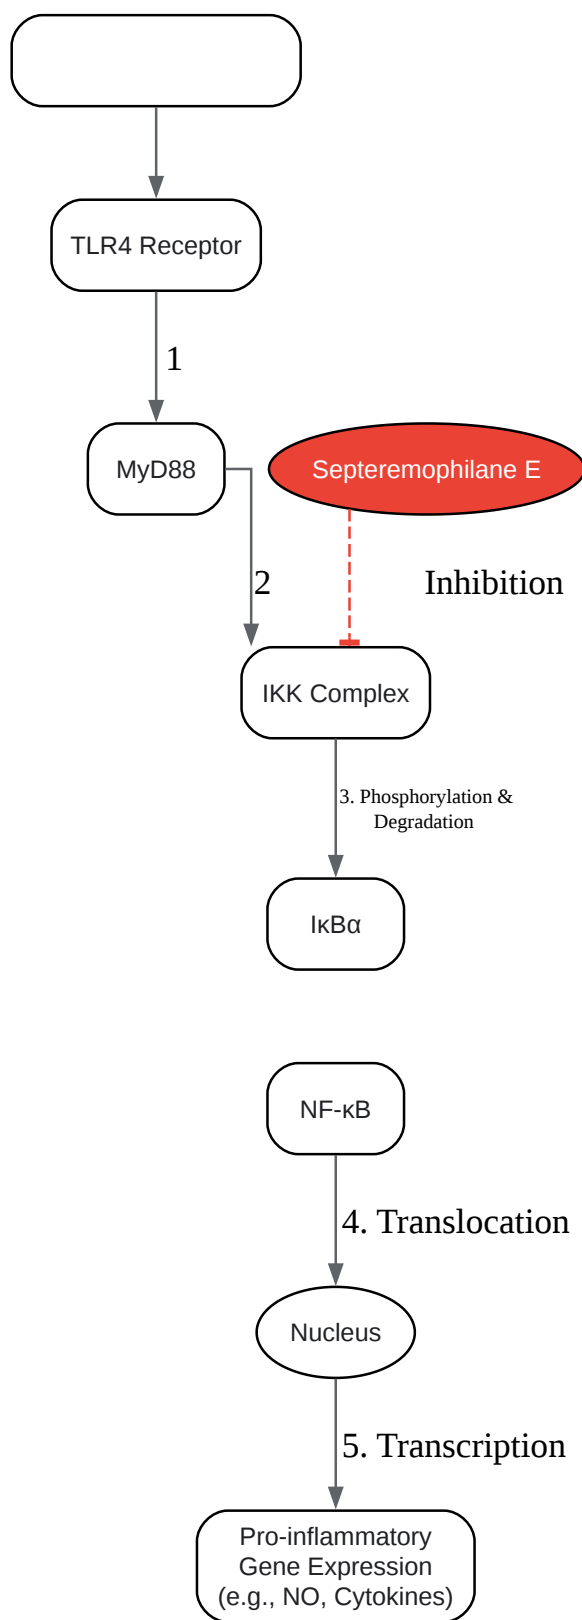 TLR4 Receptor
1
MyD88
Septeremophilane E
2
Inhibition
IKK Complex
3. Phosphorylation &
Degradation
IκBα
NF-κB
4. Translocation
Nucleus
5. Transcription
Pro-inflammatory
Gene Expression
(e.g., NO, Cytokines)